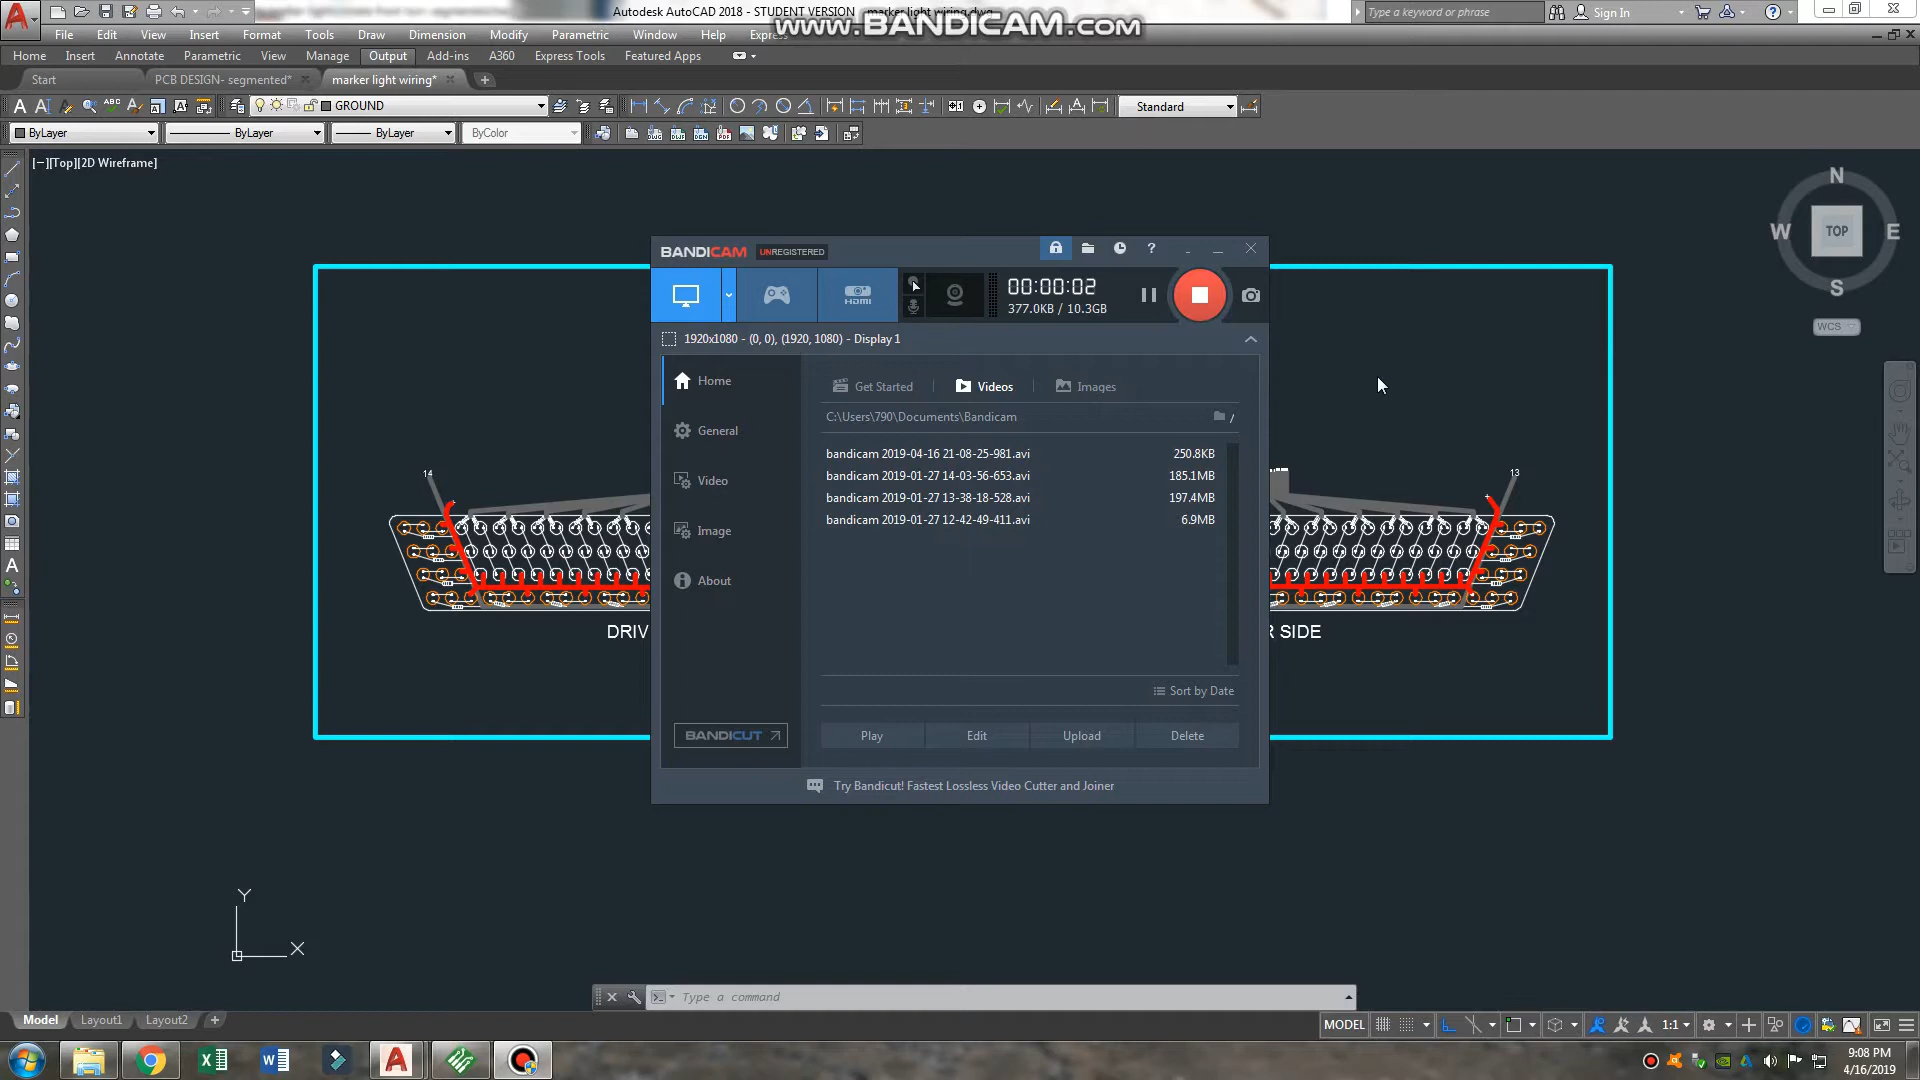 Autodesk AutoCAD 2018 - STUDENT VERSION marker light wiring.dwg
www.BANDICAM.com
Type a keyword or phrase
Sign In
File Edit View Insert Format Tools Draw Dimension Modify Parametric Window Help Express
Home Insert Annotate Parametric View Manage Output Add-ins A360 Express Tools Featured Apps
Start
PCB DESIGN- segmented*
marker light wiring*
GROUND
Standard
ByLayer
ByLayer
ByLayer
ByColor
[−][Top][2D Wireframe]
N
W
TOP
E
S
WCS
BANDICAM
UNREGISTERED
?
HDMI
00:00:02
377.0KB / 10.3GB
1920x1080 - (0, 0), (1920, 1080) - Display 1
Home
General
Video
Image
About
BANDICUT
Get Started
Videos
Images
C:\Users\790\Documents\Bandicam
bandicam 2019-04-16 21-08-25-981.avi 250.8KB
bandicam 2019-01-27 14-03-56-653.avi 185.1MB
bandicam 2019-01-27 13-38-18-528.avi 197.4MB
bandicam 2019-01-27 12-42-49-411.avi 6.9MB
Sort by Date
Play
Edit
Upload
Delete
Try Bandicut! Fastest Lossless Video Cutter and Joiner
14
13
DRIV
R SIDE
Y
X
Type a command
Model
Layout1
Layout2
MODEL
1:1
9:08 PM
4/16/2019